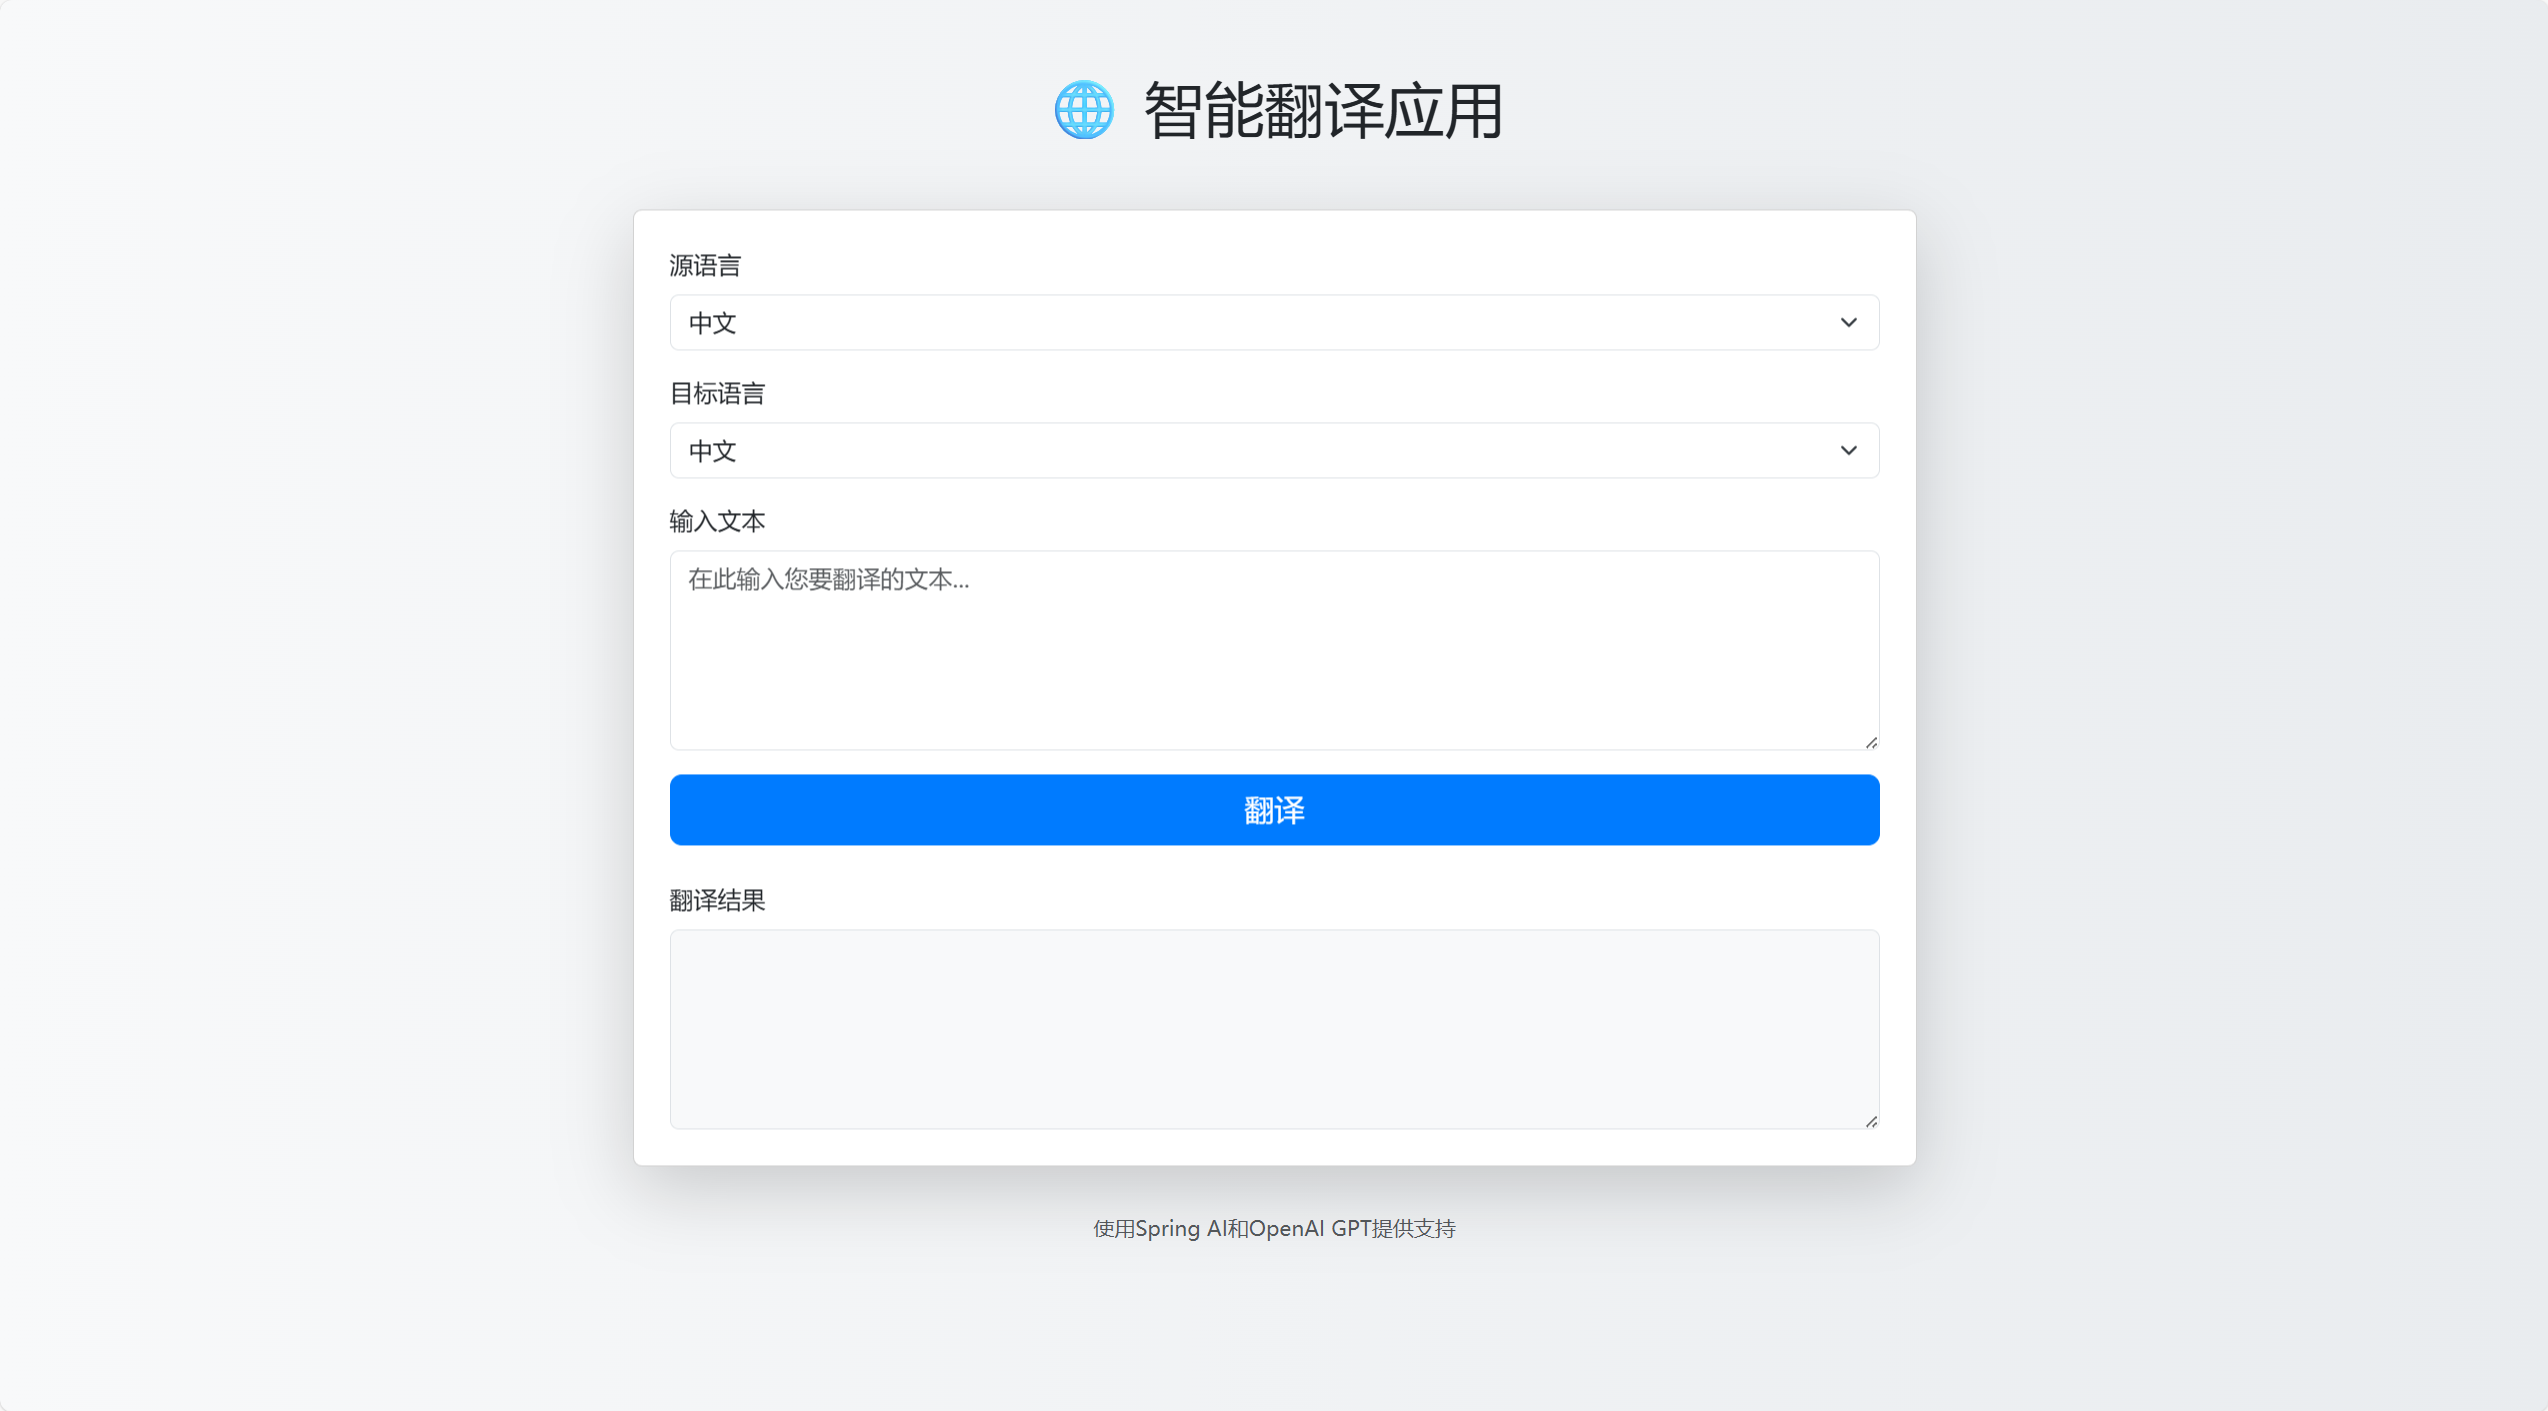 🌐 智能翻译应用
源语言
中文
目标语言
中文
输入文本
在此输入您要翻译的文本...
翻译
翻译结果
使用Spring AI和OpenAI GPT提供支持